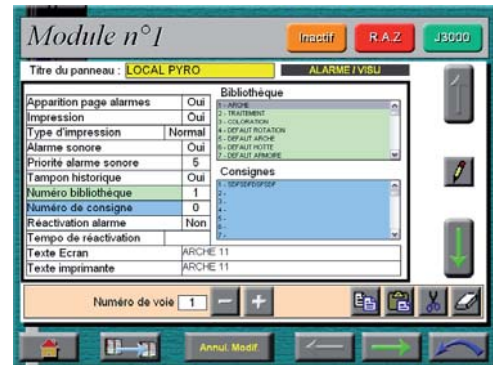 Module n°1
Inactif
R.A.Z
J3000
Titre du panneau : LOCAL PYRO
ALARME / VISU
Apparition page alarmes Oui
Impression Oui
Type d'impression Normal
Alarme sonore Oui
Priorité alarme sonore 5
Tampon historique Oui
Numéro bibliothèque 1
Numéro de consigne 0
Réactivation alarme Non
Tempo de réactivation
Texte Ecran ARCHE 11
Texte imprimante ARCHE 11
Bibliothèque
1 - ARCHE
2 - TRAITEMENT
3 - COLORATION
4 - DEFAUT ROTATION
5 - DEFAUT ARCHE
6 - DEFAUT HOTTE
7 - DEFAUT ARMOIRE
Consignes
1 - SDFSDFDSFSDF
2 -
3 -
4 -
5 -
6 -
7 -
Numéro de voie 1
Annul. Modif.